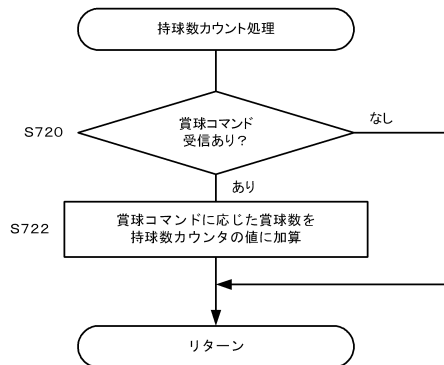 持球数カウント処理
S720
賞球コマンド
受信あり？
なし
あり
S722
賞球コマンドに応じた賞球数を
持球数カウンタの値に加算
リターン